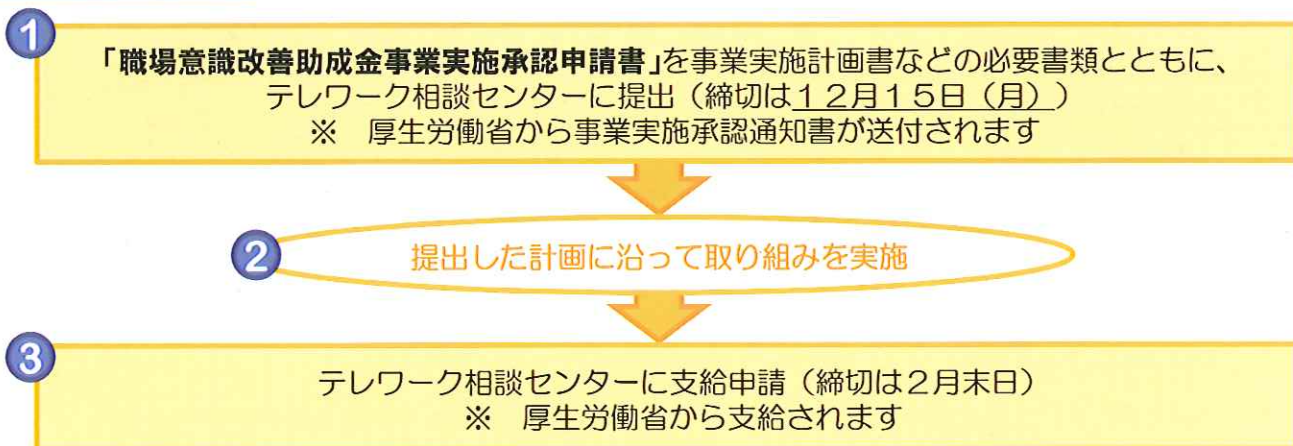 1
「職場意識改善助成金事業実施承認申請書」を事業実施計画書などの必要書類とともに、
テレワーク相談センターに提出（締切は１２月１５日（月））
※　厚生労働省から事業実施承認通知書が送付されます
2
提出した計画に沿って取り組みを実施
3
テレワーク相談センターに支給申請（締切は２月末日）
※　厚生労働省から支給されます